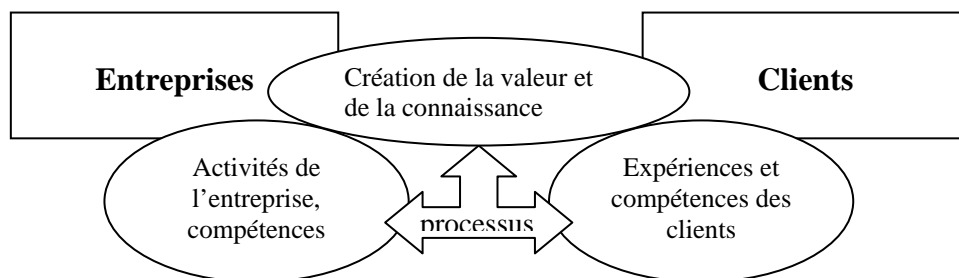 Entreprises
Création de la valeur et
de la connaissance
Clients
Activités de
l’entreprise,
compétences
processus
Expériences et
compétences des
clients